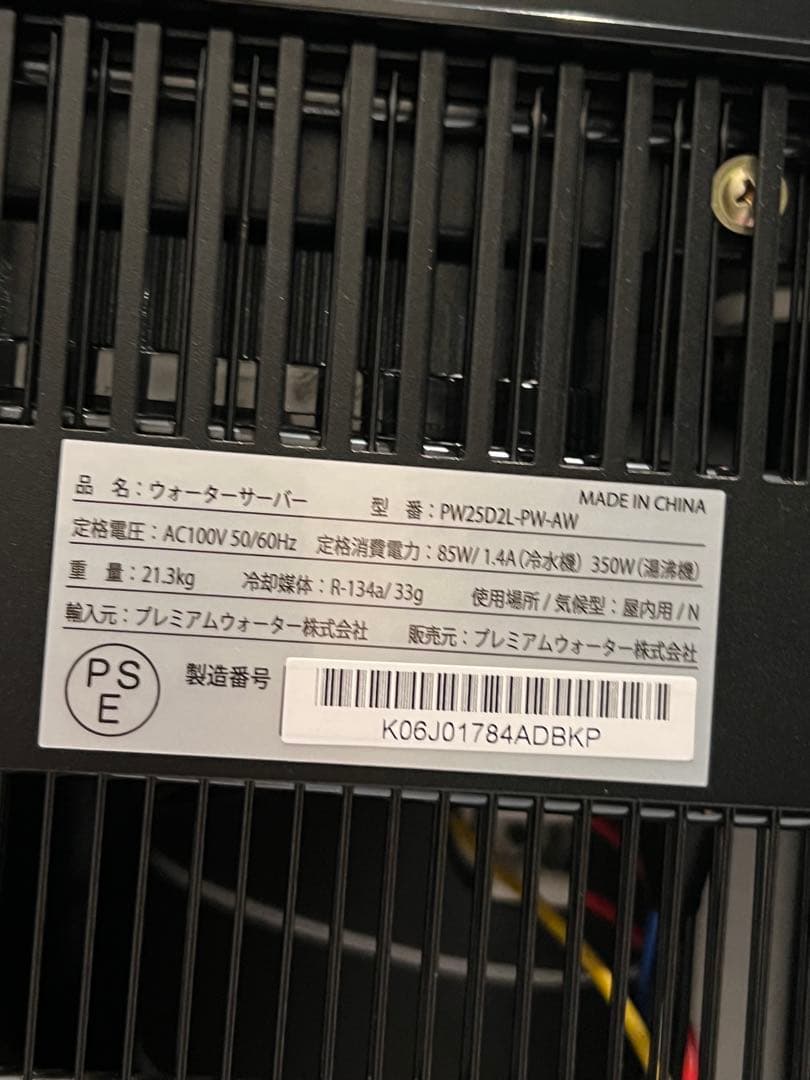 MADE IN CHINA
品 名：ウォーターサーバー 型 番：PW25D2L-PW-AW
定格電圧：AC100V 50/60Hz 定格消費電力：85W/1.4A(冷水機) 350W(湯沸機)
重 量：21.3kg 冷却媒体：R-134a/33g 使用場所/気候型：屋内用/N
輸入元：プレミアムウォーター株式会社 販売元：プレミアムウォーター株式会社
PS
E
製造番号
K06J01784ADBKP